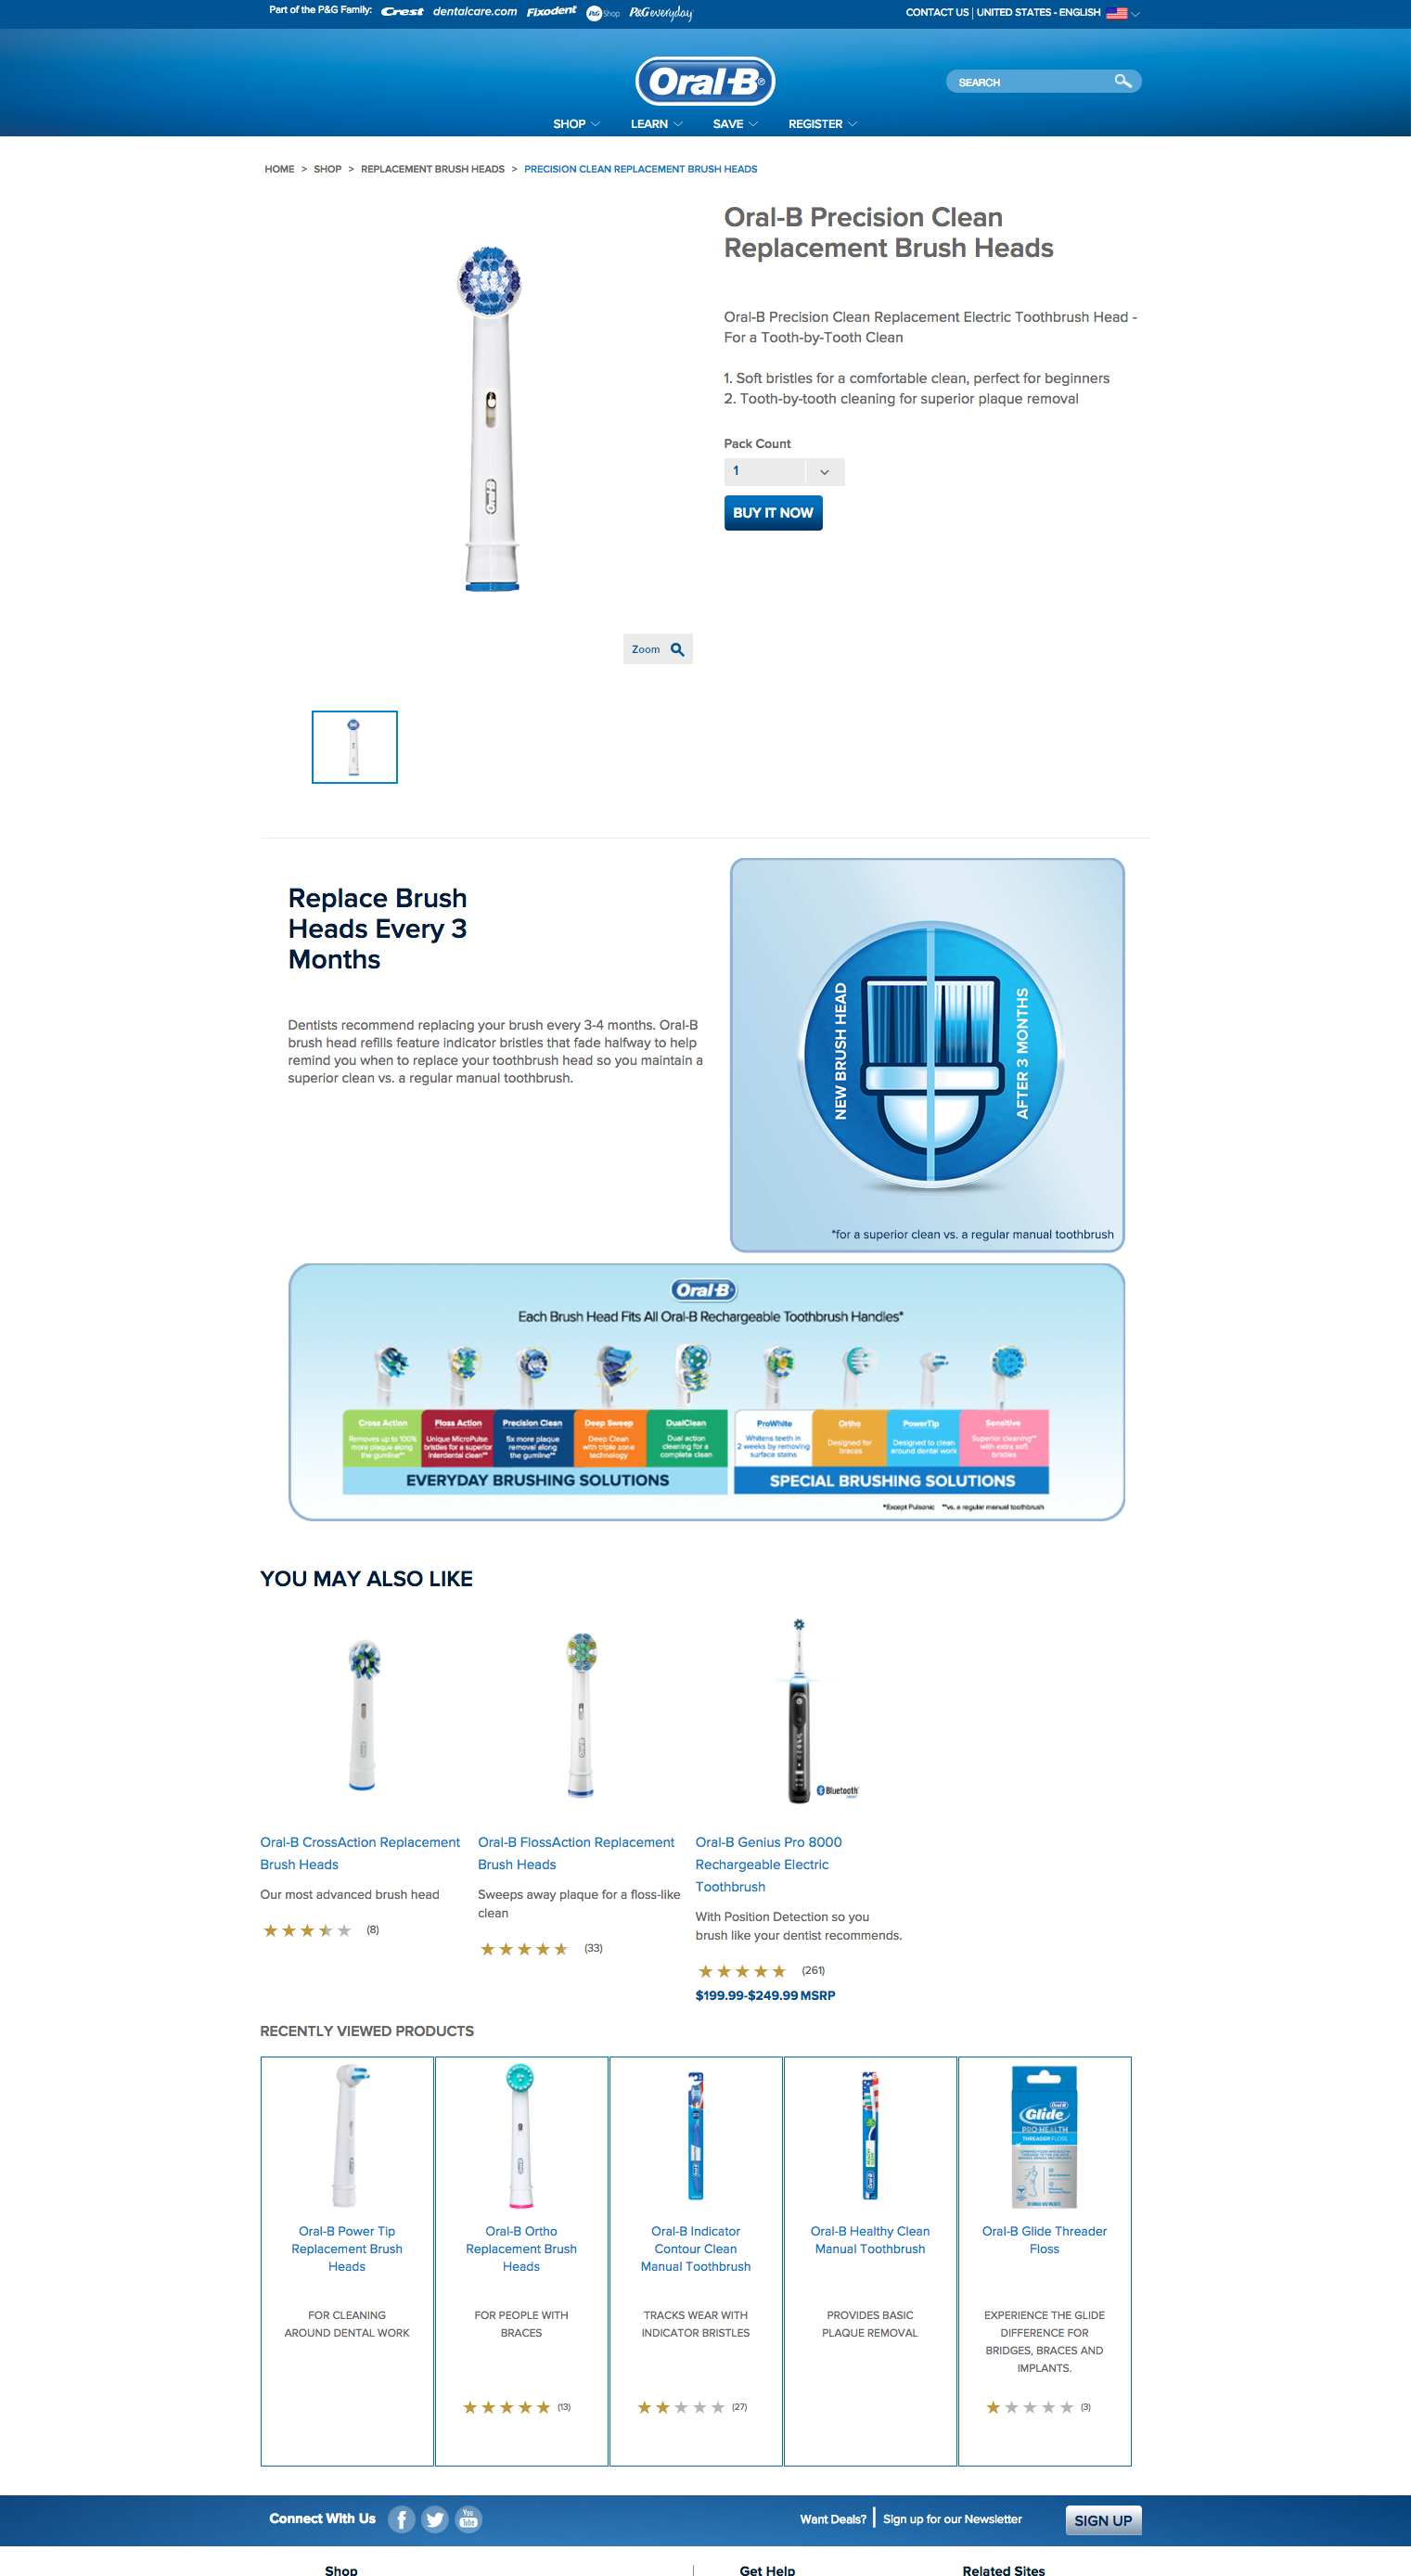 Part of the P&G Family: Crest dentalcare.com Fixodent P&G Shop P&G everyday
CONTACT US | UNITED STATES - ENGLISH
Oral-B
SEARCH
SHOP LEARN SAVE REGISTER
HOME > SHOP > REPLACEMENT BRUSH HEADS > PRECISION CLEAN REPLACEMENT BRUSH HEADS
Oral-B Precision Clean
Replacement Brush Heads
Oral-B Precision Clean Replacement Electric Toothbrush Head -
For a Tooth-by-Tooth Clean
1. Soft bristles for a comfortable clean, perfect for beginners
2. Tooth-by-tooth cleaning for superior plaque removal
Pack Count
1
BUY IT NOW
Zoom
Replace Brush
Heads Every 3
Months
Dentists recommend replacing your brush every 3-4 months. Oral-B
brush head refills feature indicator bristles that fade halfway to help
remind you when to replace your toothbrush head so you maintain a
superior clean vs. a regular manual toothbrush.
NEW BRUSH HEAD
AFTER 3 MONTHS
*for a superior clean vs. a regular manual toothbrush
Oral-B
Each Brush Head Fits All Oral-B Rechargeable Toothbrush Handles*
Cross Action
Removes up to 100%
more plaque along
the gumline**
Floss Action
Unique MicroPulse
bristles for a superior
interdental clean**
Precision Clean
5x more plaque
removal along
the gumline**
Deep Sweep
Deep Clean
with triple zone
technology
DualClean
Dual action
cleaning for a
complete clean
ProWhite
Whitens teeth in
2 weeks by removing
surface stains
Ortho
Designed for
braces
PowerTip
Designed to clean
around dental work
Sensitive
Superior cleaning**
with extra soft
bristles
EVERYDAY BRUSHING SOLUTIONS
SPECIAL BRUSHING SOLUTIONS
*Except Pulsonic **vs. a regular manual toothbrush
YOU MAY ALSO LIKE
Bluetooth
Oral-B CrossAction Replacement
Brush Heads
Our most advanced brush head
(8)
Oral-B FlossAction Replacement
Brush Heads
Sweeps away plaque for a floss-like
clean
(33)
Oral-B Genius Pro 8000
Rechargeable Electric
Toothbrush
With Position Detection so you
brush like your dentist recommends.
(261)
$199.99-$249.99 MSRP
RECENTLY VIEWED PRODUCTS
Oral-B Power Tip
Replacement Brush
Heads
FOR CLEANING
AROUND DENTAL WORK
Oral-B Ortho
Replacement Brush
Heads
FOR PEOPLE WITH
BRACES
(13)
Oral-B Indicator
Contour Clean
Manual Toothbrush
TRACKS WEAR WITH
INDICATOR BRISTLES
(27)
Oral-B Healthy Clean
Manual Toothbrush
PROVIDES BASIC
PLAQUE REMOVAL
Oral-B
Glide
PRO-HEALTH
THREADER FLOSS
Oral-B Glide Threader
Floss
EXPERIENCE THE GLIDE
DIFFERENCE FOR
BRIDGES, BRACES AND
IMPLANTS.
(3)
Connect With Us
You
Tube
Want Deals? | Sign up for our Newsletter
SIGN UP
Shop
Get Help
Related Sites